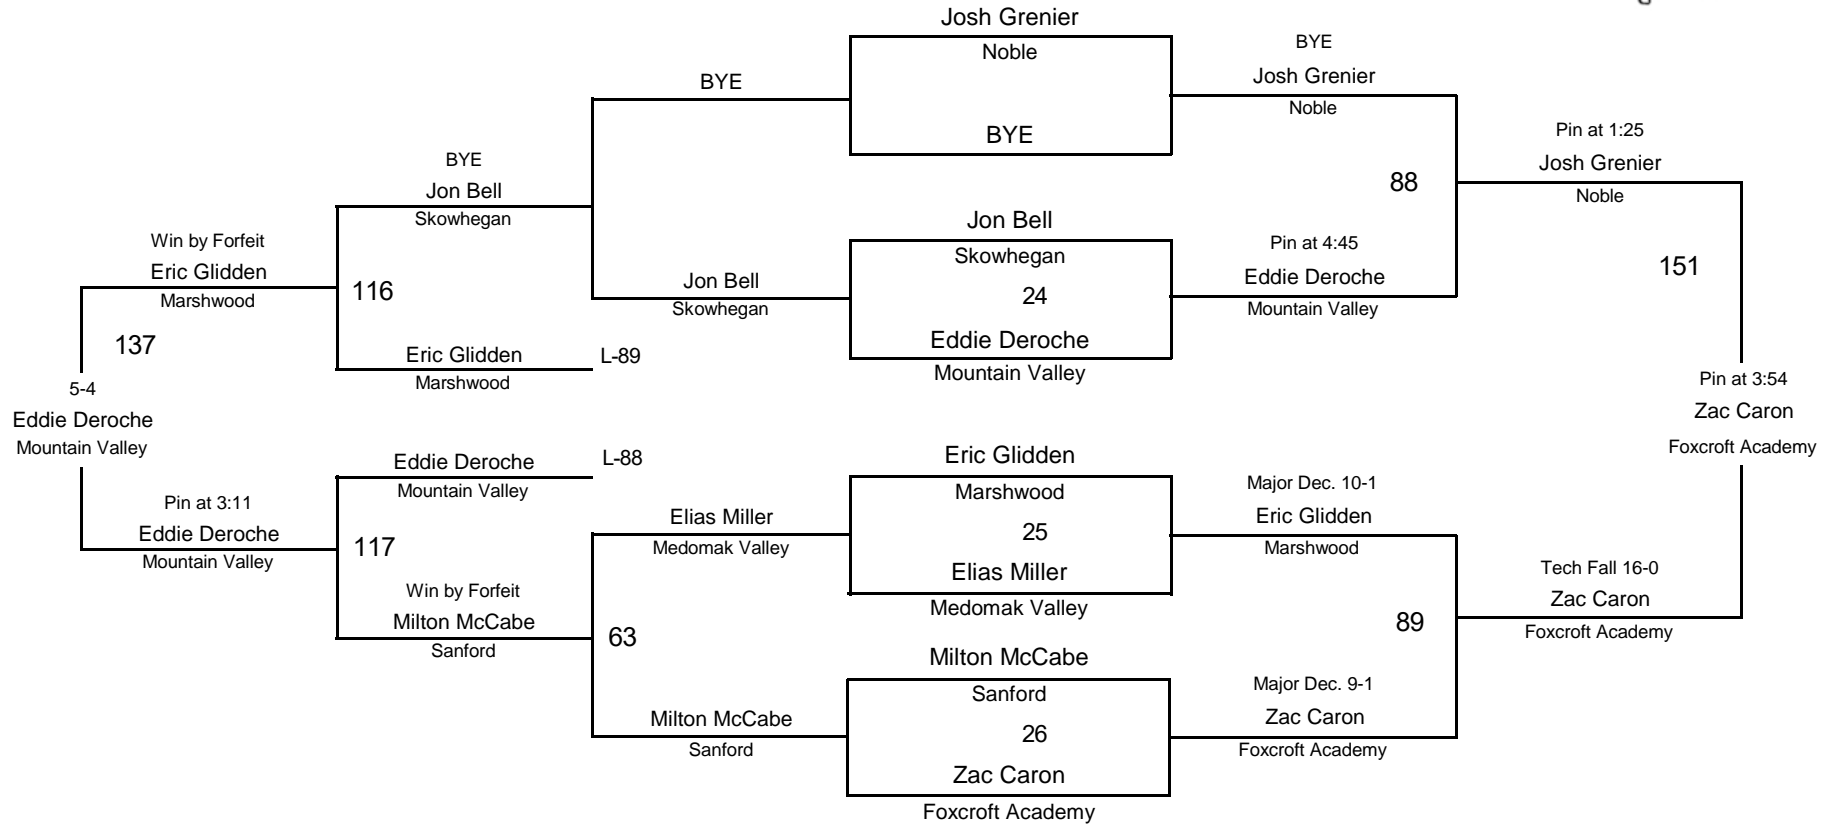 Josh Grenier
Noble
BYE
BYE
Josh Grenier
Noble
BYE
Pin at 1:25
Josh Grenier
Noble
BYE
Jon Bell
Skowhegan
88
Win by Forfeit
Eric Glidden
Marshwood
Jon Bell
Skowhegan
24
Eddie Deroche
Mountain Valley
Pin at 4:45
Eddie Deroche
Mountain Valley
151
116
Jon Bell
Skowhegan
137
Eric Glidden
Marshwood
L-89
5-4
Eddie Deroche
Mountain Valley
Pin at 3:54
Zac Caron
Foxcroft Academy
Eddie Deroche
Mountain Valley
L-88
Eric Glidden
Marshwood
25
Elias Miller
Medomak Valley
Major Dec. 10-1
Eric Glidden
Marshwood
Pin at 3:11
Eddie Deroche
Mountain Valley
117
Elias Miller
Medomak Valley
Win by Forfeit
Milton McCabe
Sanford
63
89
Tech Fall 16-0
Zac Caron
Foxcroft Academy
Milton McCabe
Sanford
26
Zac Caron
Foxcroft Academy
Milton McCabe
Sanford
Major Dec. 9-1
Zac Caron
Foxcroft Academy